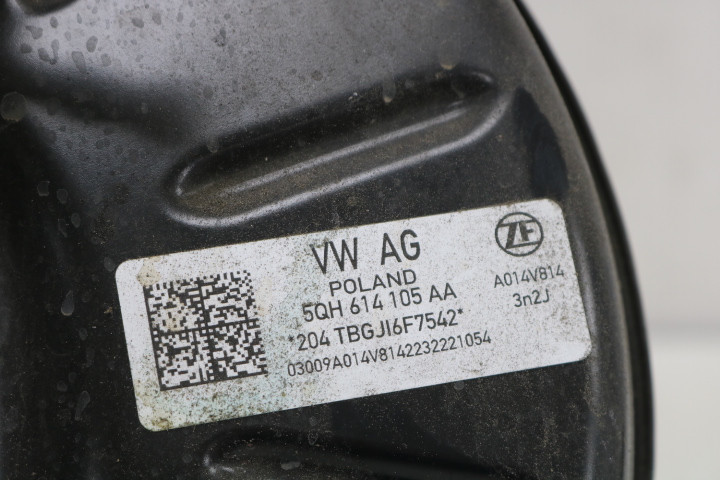 VW AG
POLAND
5QH 614 105 AA
*204 TBGJI6F7542*
03009A014V8142232221054
ZF
A014V814
3n2J